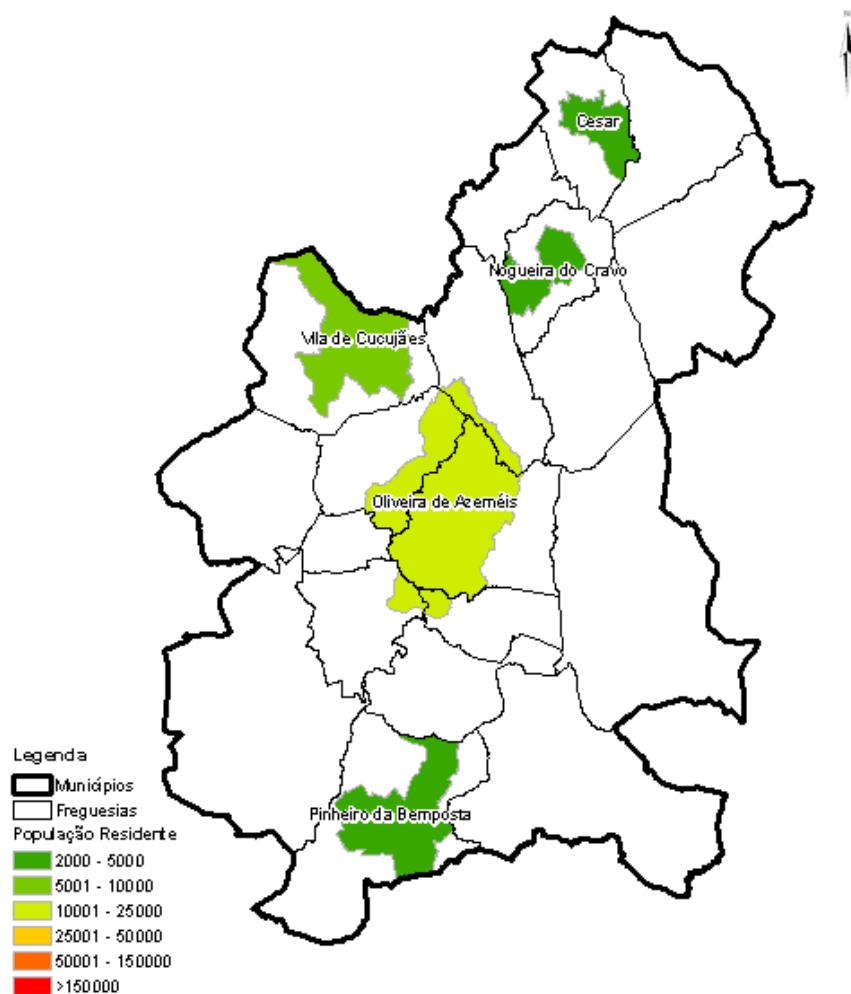 N
Cesar
Nogueira do Cravo
Vila de Cucujães
Oliveira de Azeméis
Pinheiro da Bemposta
Legenda
Municípios
Freguesias
População Residente
2000 - 5000
5001 - 10000
10001 - 25000
25001 - 50000
50001 - 150000
>150000